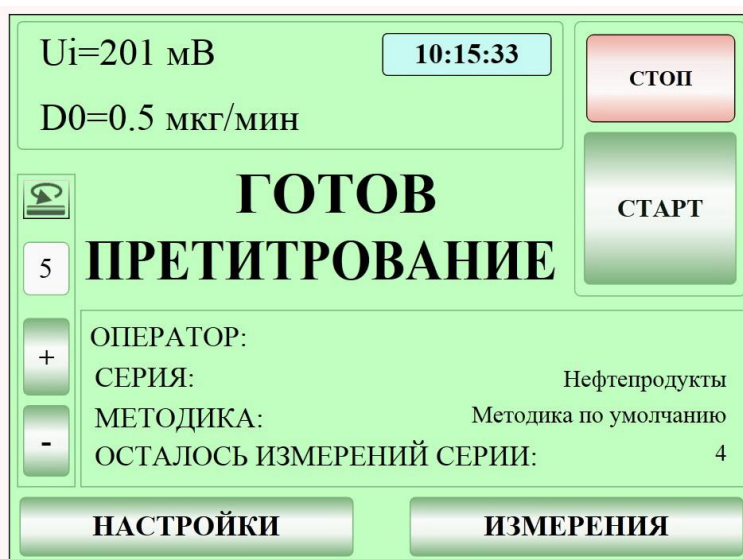 Ui=201 мВ
10:15:33
D0=0.5 мкг/мин
СТОП
СТАРТ
ГОТОВ
ПРЕТИТРОВАНИЕ
5
+
-
ОПЕРАТОР:
СЕРИЯ: Нефтепродукты
МЕТОДИКА: Методика по умолчанию
ОСТАЛОСЬ ИЗМЕРЕНИЙ СЕРИИ: 4
НАСТРОЙКИ
ИЗМЕРЕНИЯ